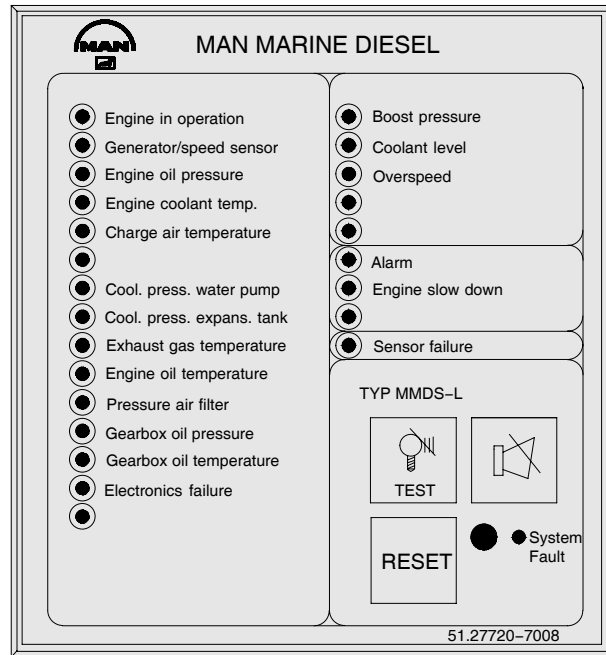 MAN
MAN MARINE DIESEL
Engine in operation
Generator/speed sensor
Engine oil pressure
Engine coolant temp.
Charge air temperature
Cool. press. water pump
Cool. press. expans. tank
Exhaust gas temperature
Engine oil temperature
Pressure air filter
Gearbox oil pressure
Gearbox oil temperature
Electronics failure
Boost pressure
Coolant level
Overspeed
Alarm
Engine slow down
Sensor failure
TYP MMDS–L
TEST
RESET
System
Fault
51.27720–7008